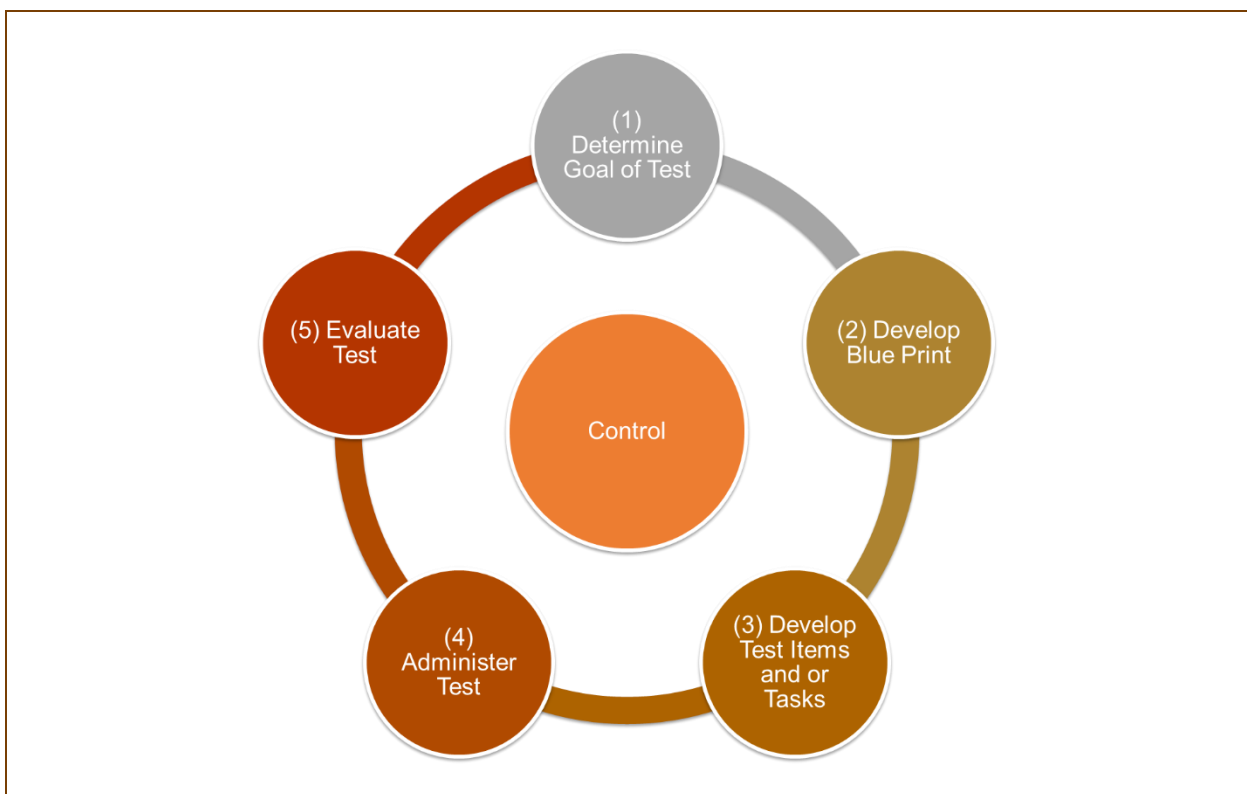 (1)
Determine
Goal of Test
(2) Develop
Blue Print
(3) Develop
Test Items
and or
Tasks
(4)
Administer
Test
(5) Evaluate
Test
Control